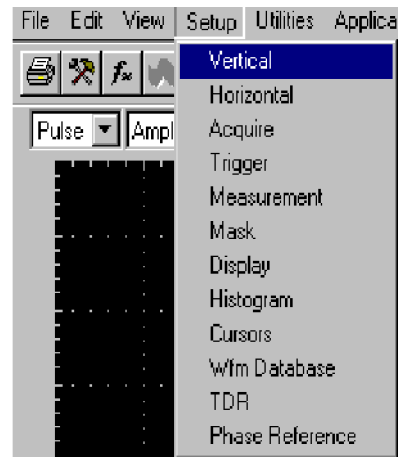 File Edit View Setup Utilities Applica
Pulse Ampl
Vertical
Horizontal
Acquire
Trigger
Measurement
Mask
Display
Histogram
Cursors
Wfm Database
TDR
Phase Reference